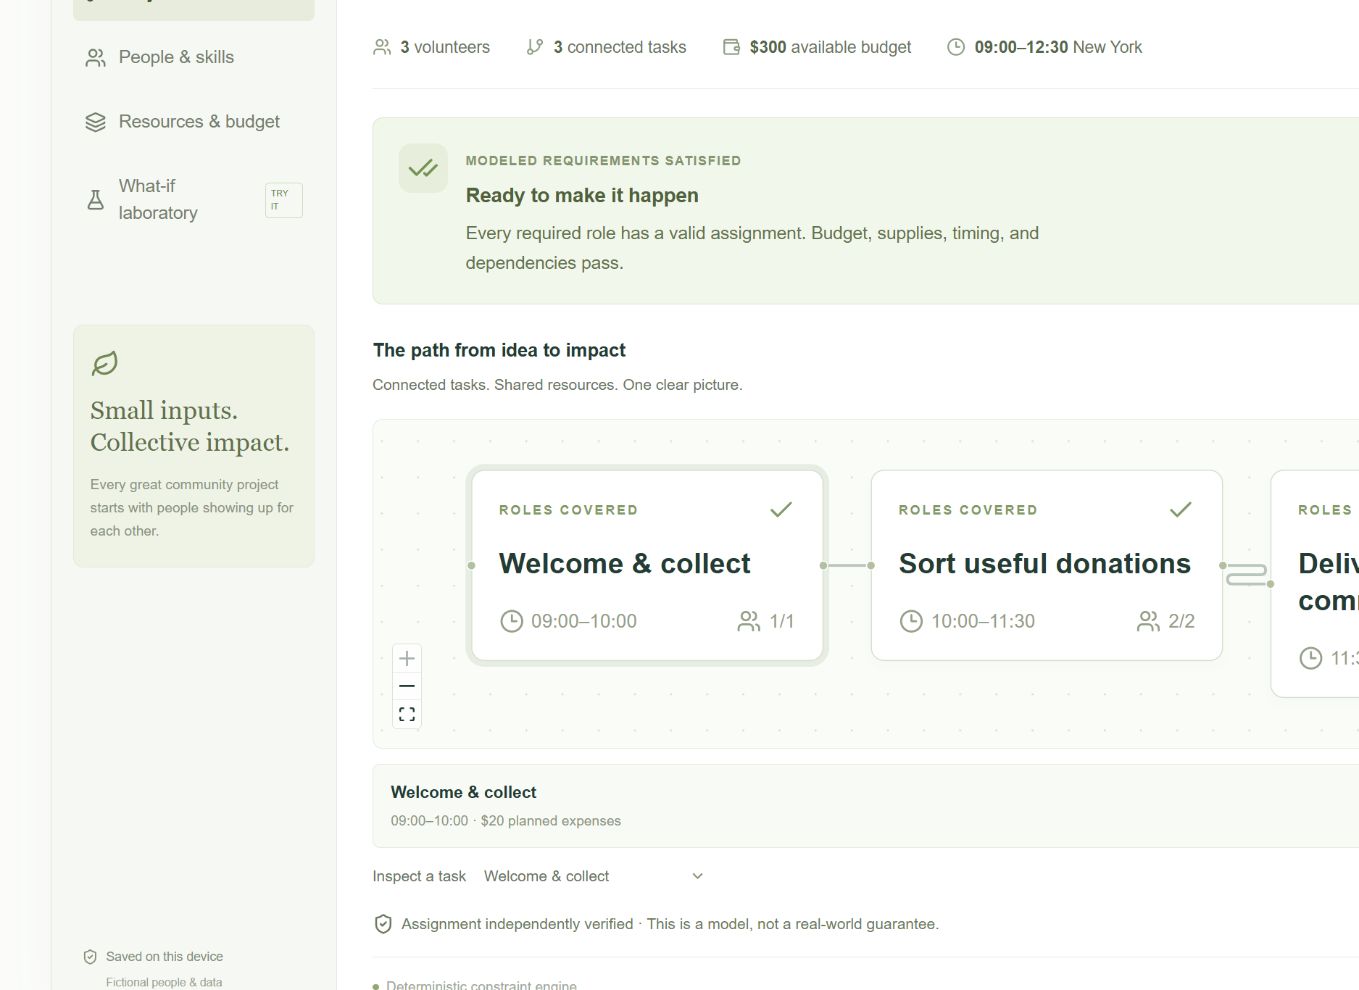 People & skills
Resources & budget
What-if
laboratory
TRY
IT
Small inputs.
Collective impact.
Every great community project
starts with people showing up for
each other.
Saved on this device
Fictional people & data
3 volunteers
3 connected tasks
$300 available budget
09:00–12:30 New York
MODELED REQUIREMENTS SATISFIED
Ready to make it happen
Every required role has a valid assignment. Budget, supplies, timing, and
dependencies pass.
The path from idea to impact
Connected tasks. Shared resources. One clear picture.
ROLES COVERED
Welcome & collect
09:00–10:00
1/1
ROLES COVERED
Sort useful donations
10:00–11:30
2/2
ROLES
Welcome & collect
09:00–10:00 · $20 planned expenses
Inspect a task
Welcome & collect
Assignment independently verified · This is a model, not a real-world guarantee.
Deterministic constraint engine